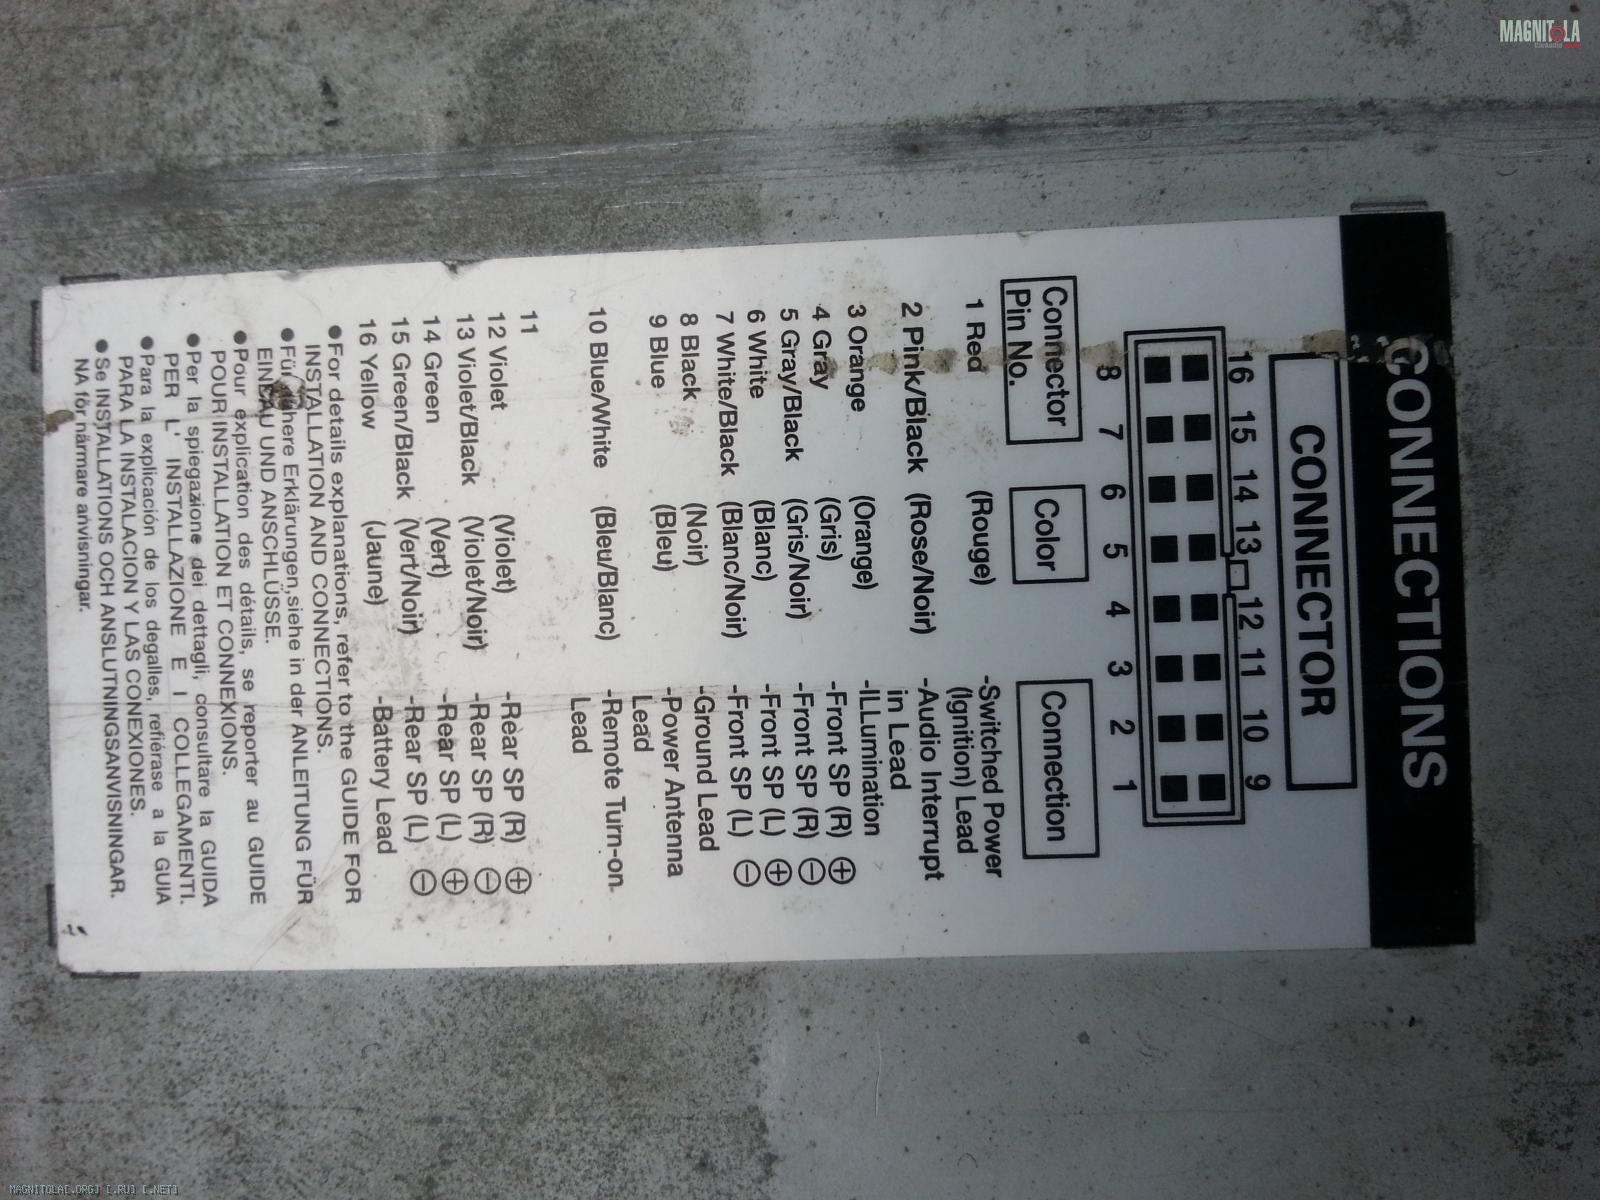 MAGNITOLA
CONNECTIONS
CONNECTOR
16 15 14 13 12 11 10 9
8 7 6 5 4 3 2 1
Connector Pin No. Color Connection
1 Red (Rouge) -Switched Power
(Ignition) Lead
2 Pink/Black (Rose/Noir) -Audio Interrupt
in Lead
3 Orange (Orange) -ILLumination
4 Gray (Gris) -Front SP (R) ⊕
5 Gray/Black (Gris/Noir) -Front SP (R) ⊖
6 White (Blanc) -Front SP (L) ⊕
7 White/Black (Blanc/Noir) -Front SP (L) ⊖
8 Black (Noir) -Ground Lead
9 Blue (Bleu) -Power Antenna
Lead
10 Blue/White (Bleu/Blanc) -Remote Turn-on
Lead
11
12 Violet (Violet) -Rear SP (R) ⊕
13 Violet/Black (Violet/Noir) -Rear SP (R) ⊖
14 Green (Vert) -Rear SP (L) ⊕
15 Green/Black (Vert/Noir) -Rear SP (L) ⊖
16 Yellow (Jaune) -Battery Lead
●For details explanations, refer to the GUIDE FOR
INSTALLATION AND CONNECTIONS.
●Für Erklärungen,siehe in der ANLEITUNG FÜR
EINBAU UND ANSCHLÜSSE.
●Pour explication des détails, se reporter au GUIDE
POUR INSTALLATION ET CONNEXIONS.
●Per la spiegazione dei dettagli, consultare la GUIDA
PER L' INSTALLAZIONE E I COLLEGAMENTI.
●Para la explicación de los degalles, refiérase a la GUIA
PARA LA INSTALACION Y LAS CONEXIONES.
●Se INSTALLATIONS OCH ANSLUTNINGSANVISNINGAR.
NA för närmare anvisningar.
MAGNITOLA[.ORG] [.RU] [.NET]